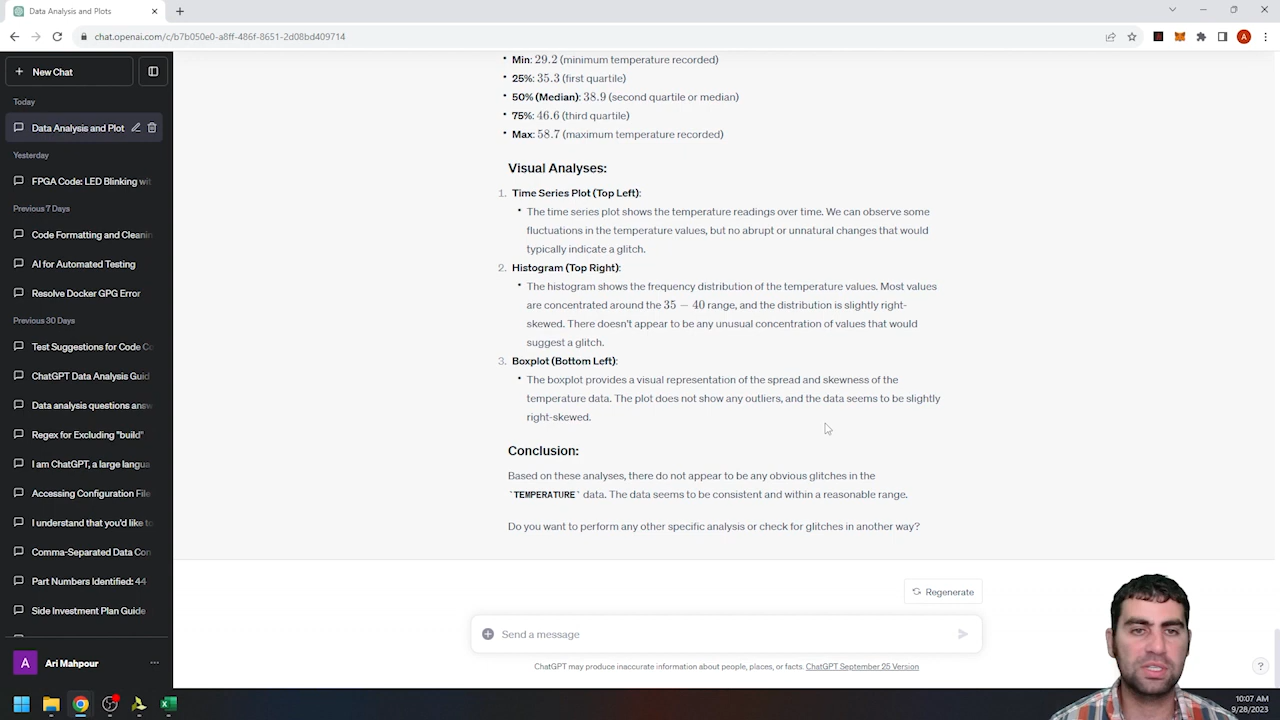 Data Analysis and Plots
chat.openai.com/c/b7b050e0-a8ff-486f-8651-2d08bd409714
A
New Chat
Today
Data Analysis and Plot
Yesterday
FPGA Code: LED Blinking wit
Previous 7 Days
Code Formatting and Cleanin
AI for Automated Testing
Resolve Docker GPG Error
Previous 30 Days
Test Suggestions for Code Co
ChatGPT Data Analysis Guid
Data analysis questions answ
Regex for Excluding "build"
I am ChatGPT, a large langua
Accessing Configuration File
I understand that you'd like to
Comma-Separated Data Con
Part Numbers Identified: 44
Side Investment Plan Guide
A Ari Mahpour
• Min: 29.2 (minimum temperature recorded)
• 25%: 35.3 (first quartile)
• 50% (Median): 38.9 (second quartile or median)
• 75%: 46.6 (third quartile)
• Max: 58.7 (maximum temperature recorded)
Visual Analyses:
1. Time Series Plot (Top Left):
• The time series plot shows the temperature readings over time. We can observe some
fluctuations in the temperature values, but no abrupt or unnatural changes that would
typically indicate a glitch.
2. Histogram (Top Right):
• The histogram shows the frequency distribution of the temperature values. Most values
are concentrated around the 35 − 40 range, and the distribution is slightly right-
skewed. There doesn't appear to be any unusual concentration of values that would
suggest a glitch.
3. Boxplot (Bottom Left):
• The boxplot provides a visual representation of the spread and skewness of the
temperature data. The plot does not show any outliers, and the data seems to be slightly
right-skewed.
Conclusion:
Based on these analyses, there do not appear to be any obvious glitches in the
`TEMPERATURE` data. The data seems to be consistent and within a reasonable range.
Do you want to perform any other specific analysis or check for glitches in another way?
Regenerate
Send a message
ChatGPT may produce inaccurate information about people, places, or facts. ChatGPT September 25 Version
?
10:07 AM
9/28/2023